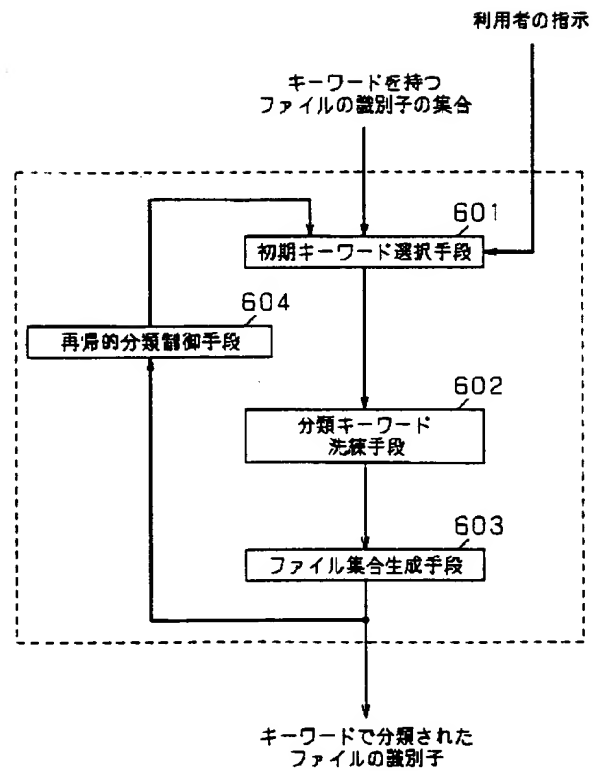 利用者の指示
キーワードを持つ
ファイルの識別子の集合
601
初期キーワード選択手段
604
再帰的分類制御手段
602
分類キーワード
洗練手段
603
ファイル集合生成手段
キーワードで分類された
ファイルの識別子